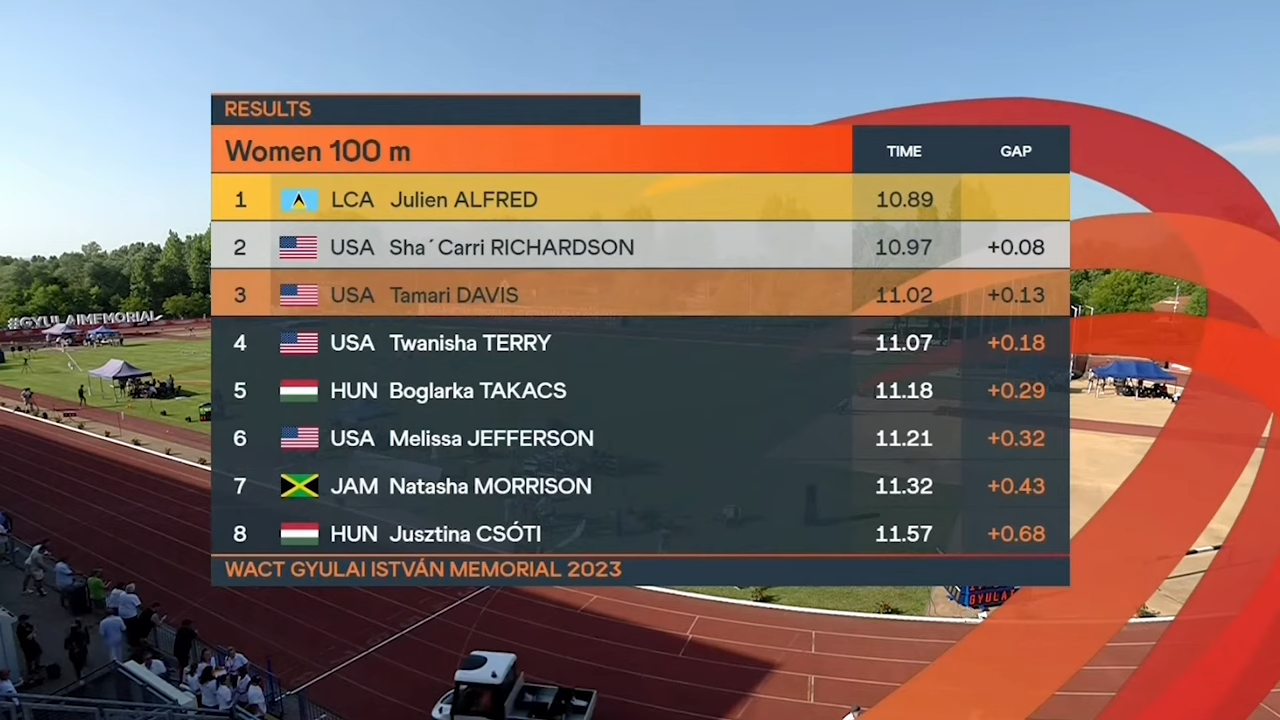 RESULTS
Women 100 m TIME GAP
1 LCA Julien ALFRED 10.89
2 USA Sha´Carri RICHARDSON 10.97 +0.08
3 USA Tamari DAVIS 11.02 +0.13
4 USA Twanisha TERRY 11.07 +0.18
5 HUN Boglarka TAKACS 11.18 +0.29
6 USA Melissa JEFFERSON 11.21 +0.32
7 JAM Natasha MORRISON 11.32 +0.43
8 HUN Jusztina CSÓTI 11.57 +0.68
WACT GYULAI ISTVÁN MEMORIAL 2023
#GYULAIMEMORIAL
GYULA